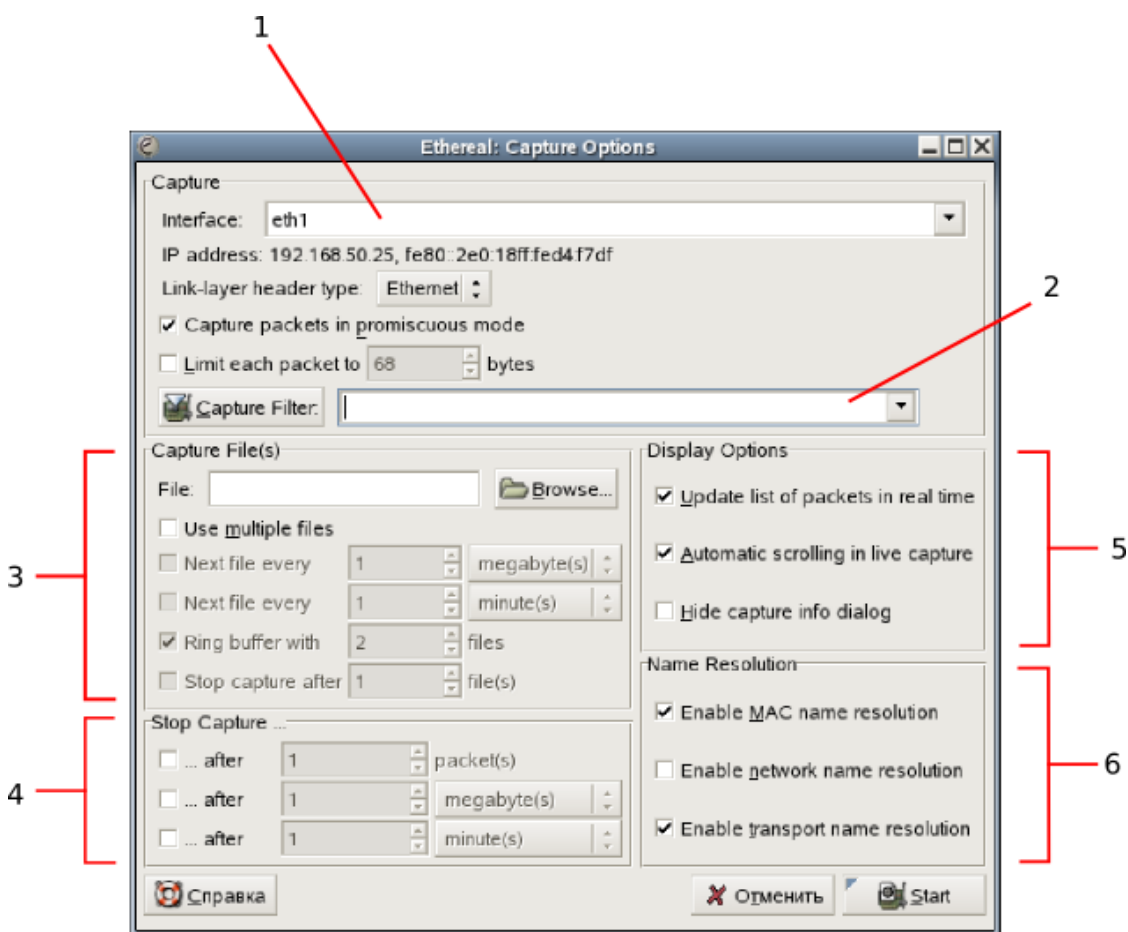 1
Ethereal: Capture Options
Capture
Interface: eth1
IP address: 192.168.50.25, fe80::2e0:18ff:fed4:f7df
Link-layer header type: Ethernet
2
Capture packets in promiscuous mode
Limit each packet to 68 bytes
Capture Filter:
Capture File(s)
File: Browse...
Use multiple files
Next file every 1 megabyte(s)
Next file every 1 minute(s)
Ring buffer with 2 files
Stop capture after 1 file(s)
3
Display Options
Update list of packets in real time
Automatic scrolling in live capture
Hide capture info dialog
5
Stop Capture ...
... after 1 packet(s)
... after 1 megabyte(s)
... after 1 minute(s)
4
Name Resolution
Enable MAC name resolution
Enable network name resolution
Enable transport name resolution
6
Справка Отменить Start